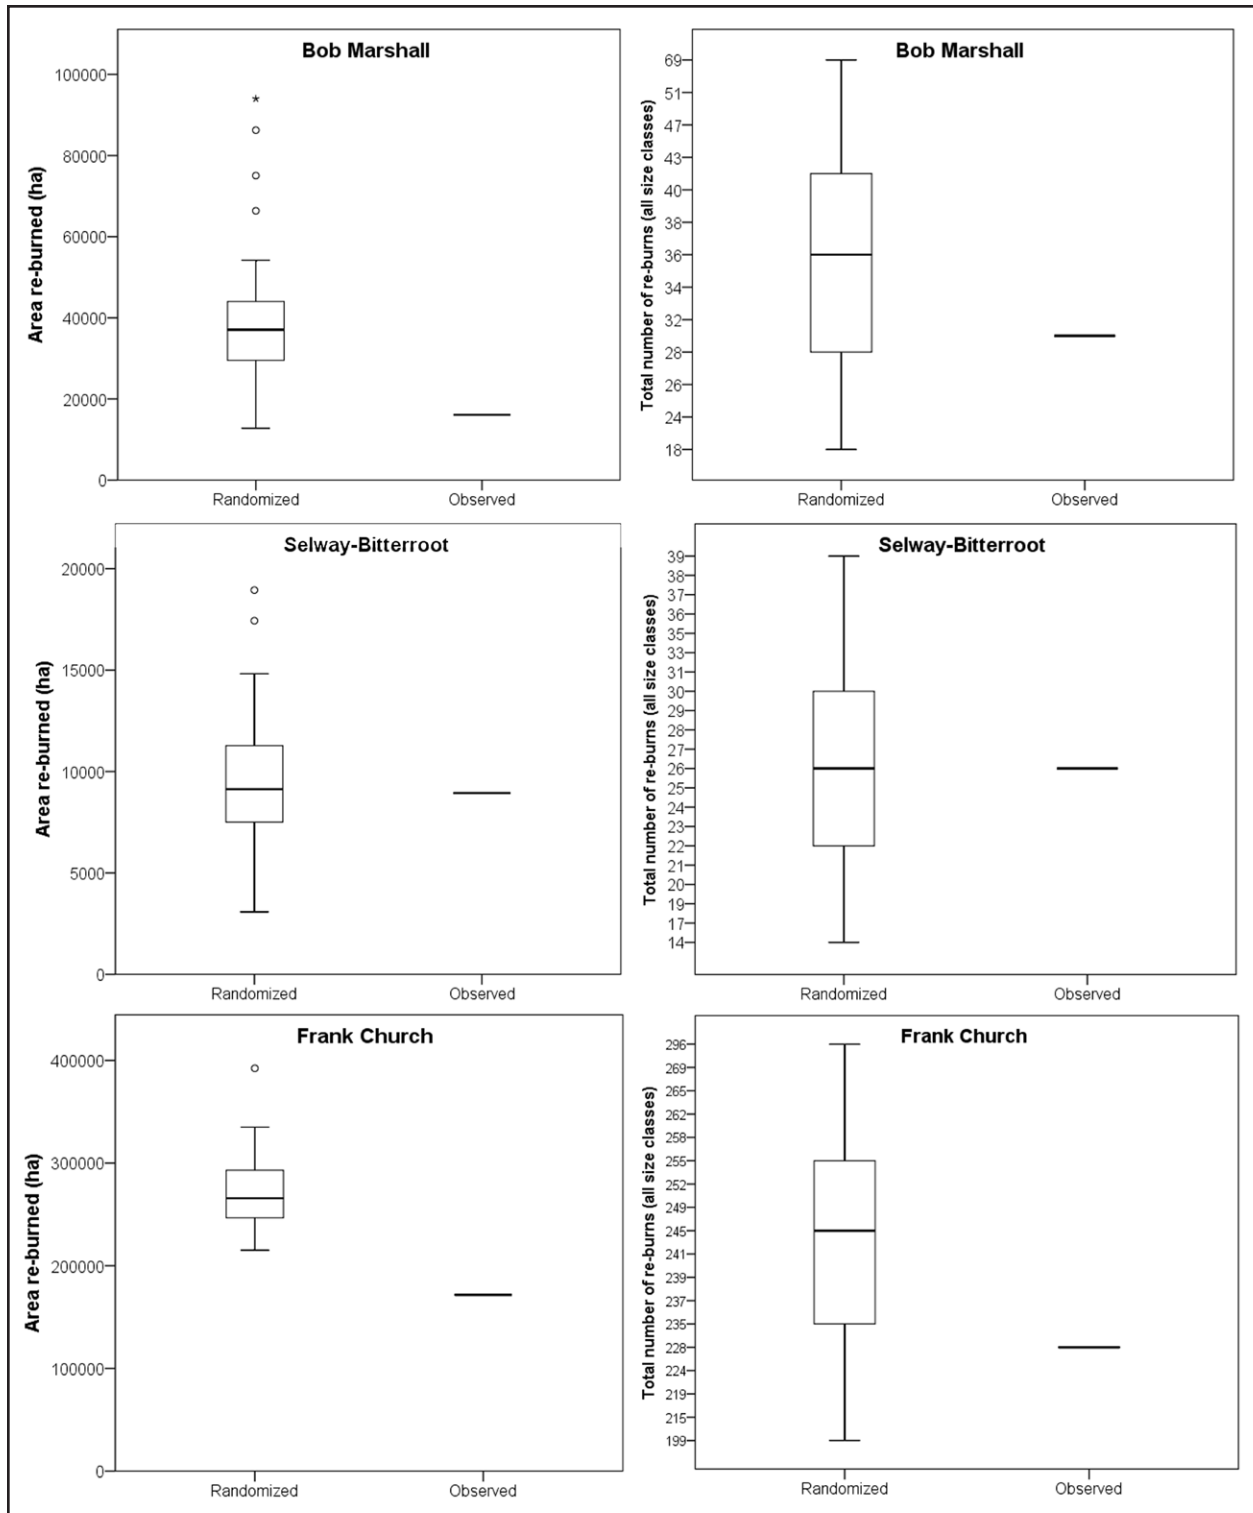 Bob Marshall
Area re-burned (ha)
100000
80000
60000
40000
20000
0
Randomized
Observed
Bob Marshall
Total number of re-burns (all size classes)
69
51
47
43
40
38
36
34
32
28
26
24
18
Randomized
Observed
Selway-Bitterroot
Area re-burned (ha)
20000
15000
10000
5000
0
Randomized
Observed
Selway-Bitterroot
Total number of re-burns (all size classes)
39
38
37
36
35
33
31
30
29
28
27
26
25
24
23
22
21
20
19
17
14
Randomized
Observed
Frank Church
Area re-burned (ha)
400000
300000
200000
100000
0
Randomized
Observed
Frank Church
Total number of re-burns (all size classes)
296
269
265
262
258
255
252
249
245
241
239
237
235
228
224
219
215
199
Randomized
Observed